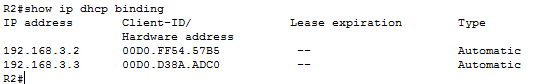 R2#show ip dhcp binding
IP address       Client-ID/              Lease expiration        Type
                 Hardware address
192.168.3.2      00D0.FF54.57B5           --                     Automatic
192.168.3.3      00D0.D38A.ADC0           --                     Automatic
R2#